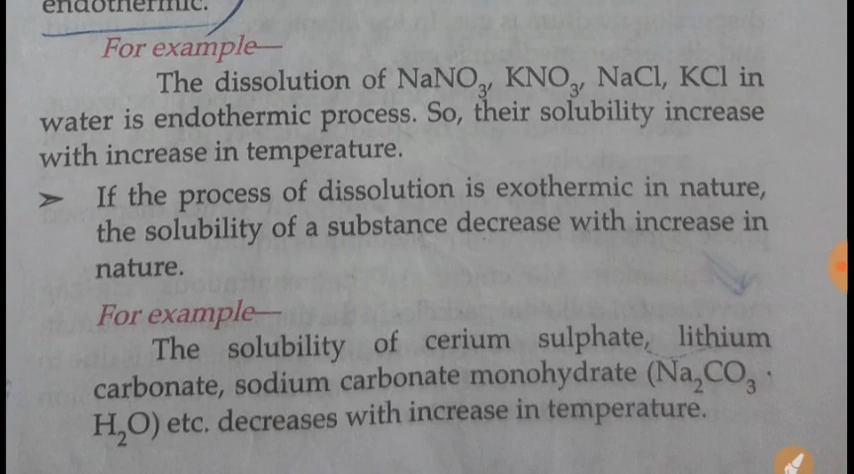 endothermic.
For example—
The dissolution of NaNO₃, KNO₃, NaCl, KCl in
water is endothermic process. So, their solubility increase
with increase in temperature.
➢ If the process of dissolution is exothermic in nature,
the solubility of a substance decrease with increase in
nature.
For example—
The solubility of cerium sulphate, lithium
carbonate, sodium carbonate monohydrate (Na₂CO₃ ·
H₂O) etc. decreases with increase in temperature.